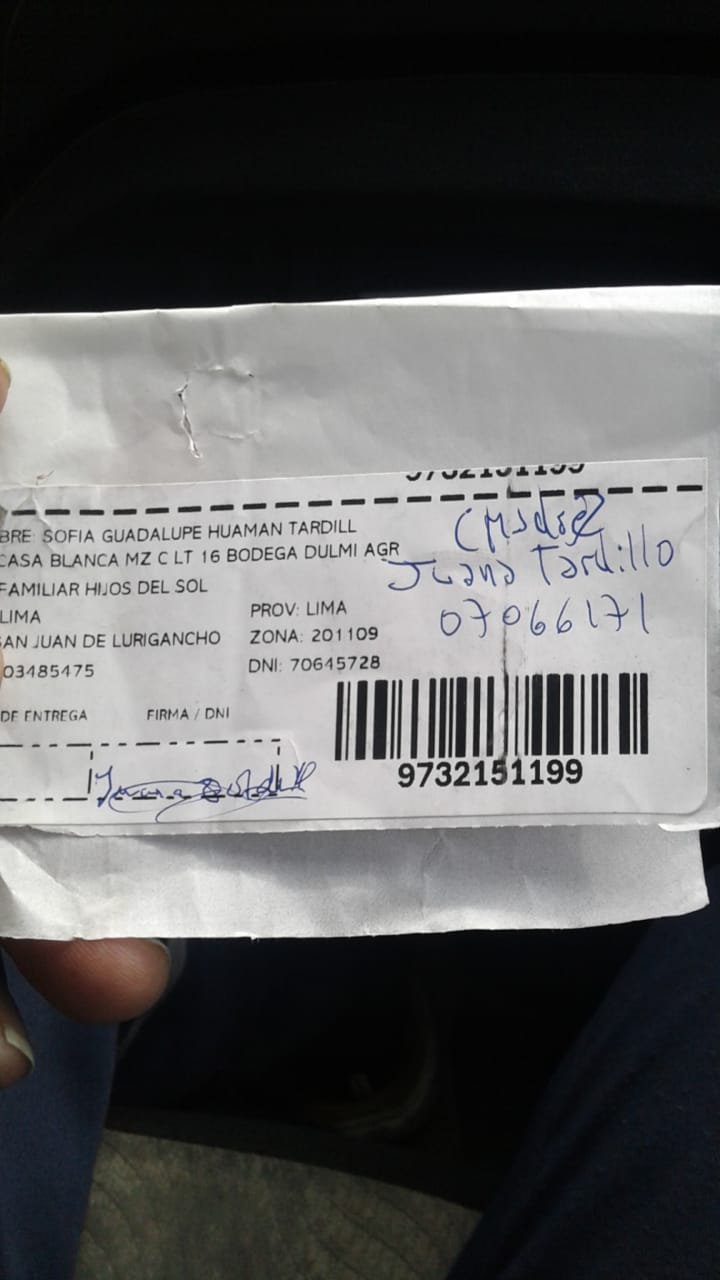 9732151199
BRE: SOFIA GUADALUPE HUAMAN TARDILL
CASA BLANCA MZ C LT 16 BODEGA DULMI AGR
FAMILIAR HIJOS DEL SOL
LIMA PROV: LIMA
SAN JUAN DE LURIGANCHO ZONA: 201109
03485475 DNI: 70645728
DE ENTREGA FIRMA / DNI
(Madre)
Juana Tardillo
07066171
9732151199